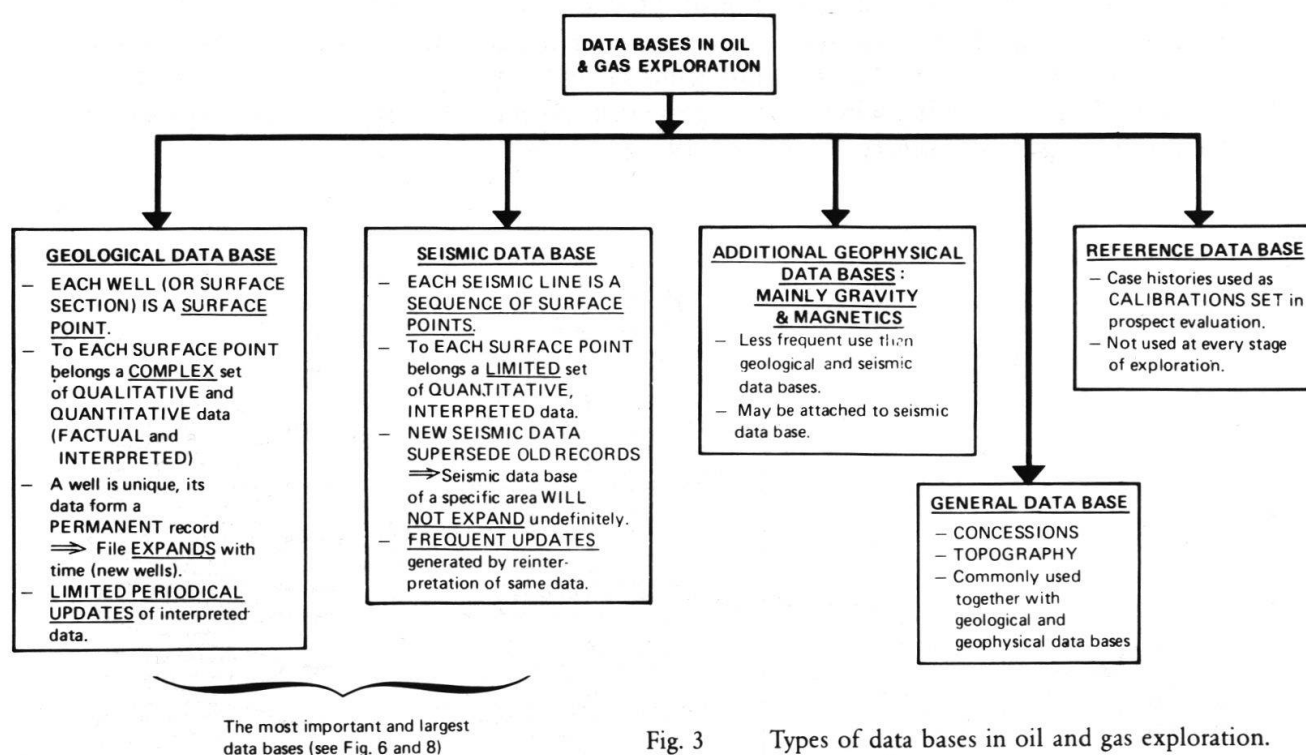 DATA BASES IN OIL
& GAS EXPLORATION
GEOLOGICAL DATA BASE
– EACH WELL (OR SURFACE
SECTION) IS A SURFACE
POINT.
– To EACH SURFACE POINT
belongs a COMPLEX set
of QUALITATIVE and
QUANTITATIVE data
(FACTUAL and
INTERPRETED)
– A well is unique, its
data form a
PERMANENT record
⟹ File EXPANDS with
time (new wells).
– LIMITED PERIODICAL
UPDATES of interpreted
data.
SEISMIC DATA BASE
– EACH SEISMIC LINE IS A
SEQUENCE OF SURFACE
POINTS.
– To EACH SURFACE POINT
belongs a LIMITED set
of QUANTITATIVE,
INTERPRETED data.
– NEW SEISMIC DATA
SUPERSEDE OLD RECORDS
⟹ Seismic data base
of a specific area WILL
NOT EXPAND undefinitely.
– FREQUENT UPDATES
generated by reinter-
pretation of same data.
ADDITIONAL GEOPHYSICAL
DATA BASES:
MAINLY GRAVITY
& MAGNETICS
– Less frequent use than
geological and seismic
data bases.
– May be attached to seismic
data base.
GENERAL DATA BASE
– CONCESSIONS
– TOPOGRAPHY
– Commonly used
together with
geological and
geophysical data bases
REFERENCE DATA BASE
– Case histories used as
CALIBRATIONS SET in
prospect evaluation.
– Not used at every stage
of exploration.
The most important and largest
data bases (see Fig. 6 and 8)
Fig. 3 Types of data bases in oil and gas exploration.